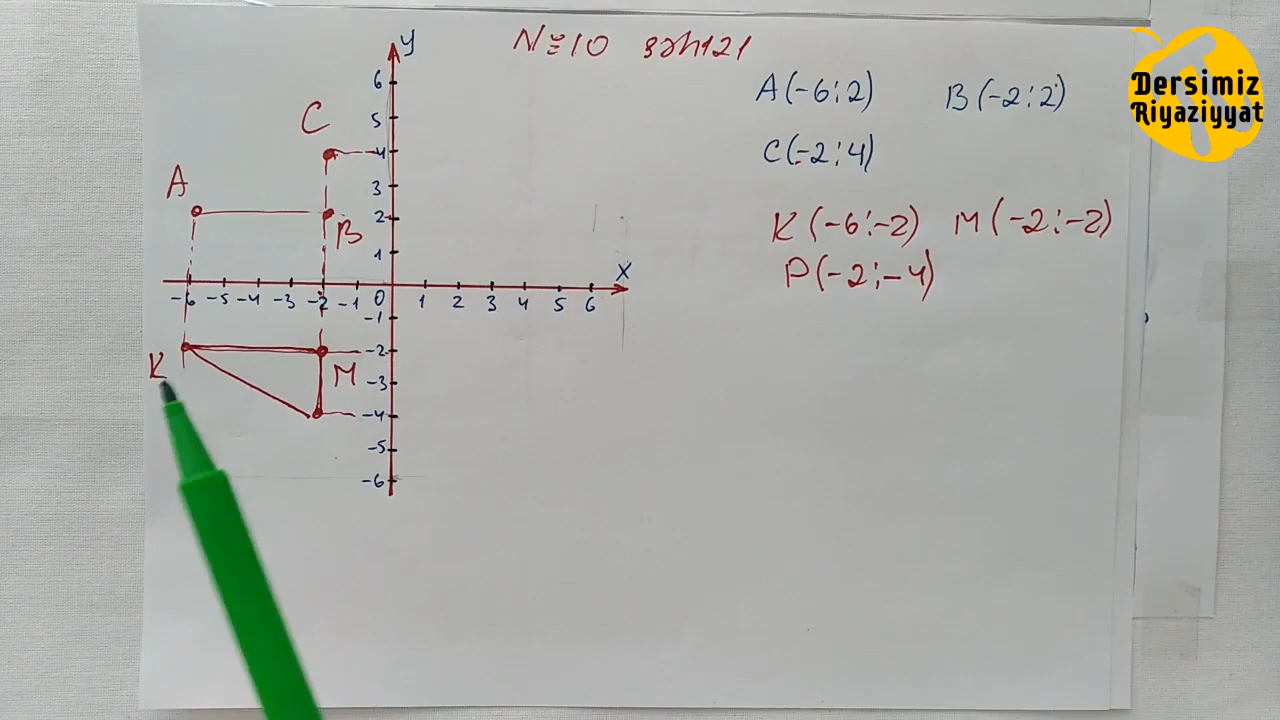 №10 səh121
A(-6;2) B(-2;2)
C(-2;4)
K(-6;-2) M(-2;-2)
P(-2;-4)
Dersimiz
Riyaziyyat
y
6
5
C
4
A
3
2
B
1
x
-6 -5 -4 -3 -2 -1 0 1 2 3 4 5 6
-1
-2
K
M
-3
-4
-5
-6